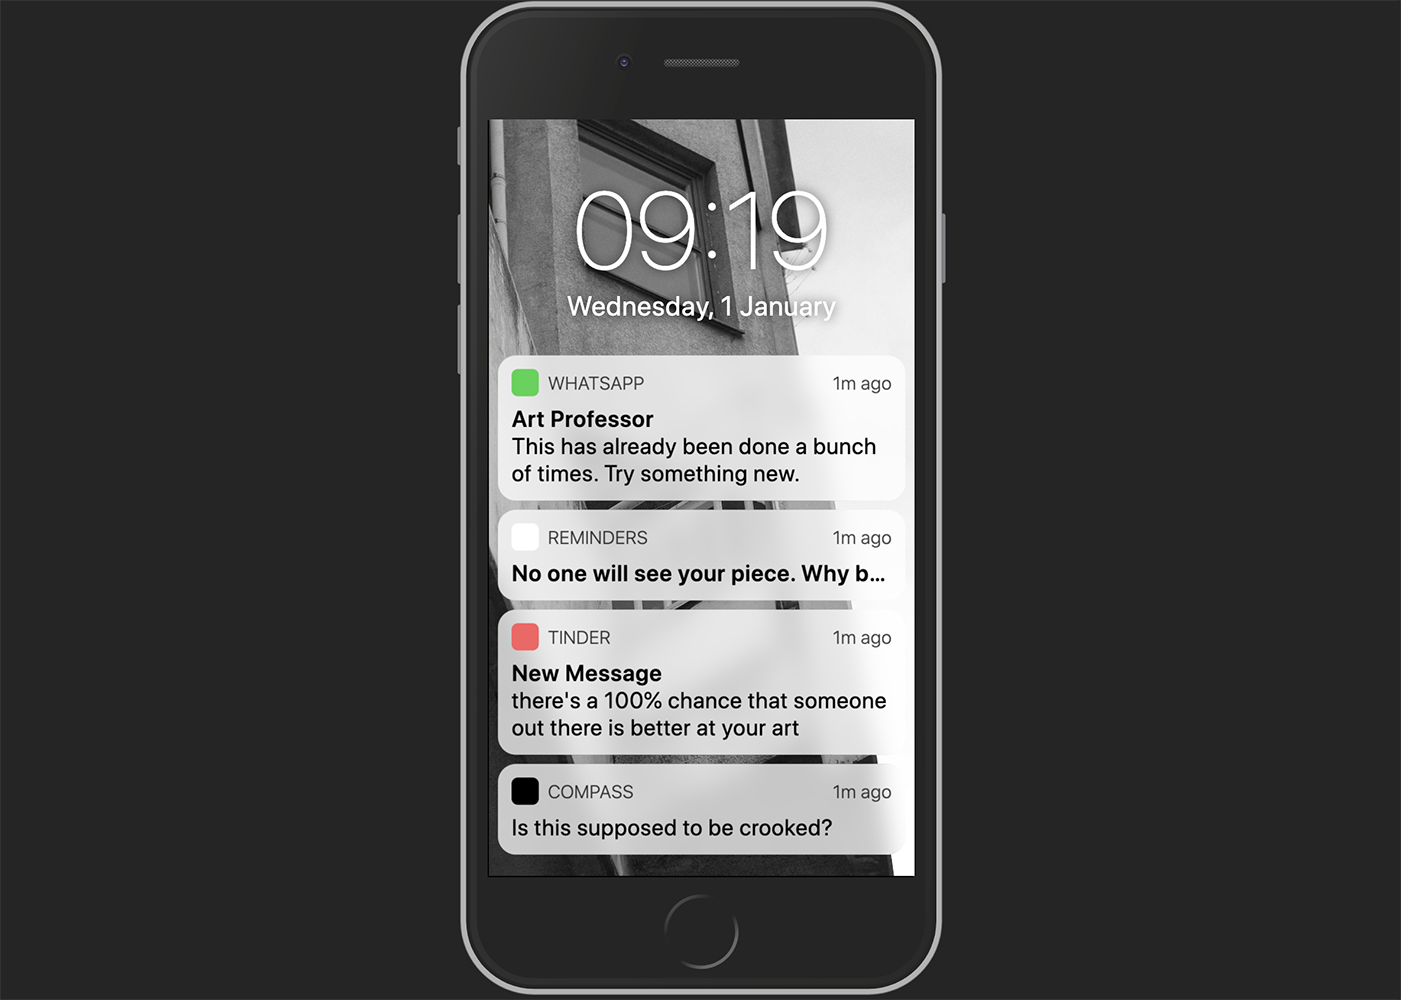 09:19
Wednesday, 1 January
WHATSAPP 1m ago
Art Professor
This has already been done a bunch
of times. Try something new.
REMINDERS 1m ago
No one will see your piece. Why b...
TINDER 1m ago
New Message
there's a 100% chance that someone
out there is better at your art
COMPASS 1m ago
Is this supposed to be crooked?